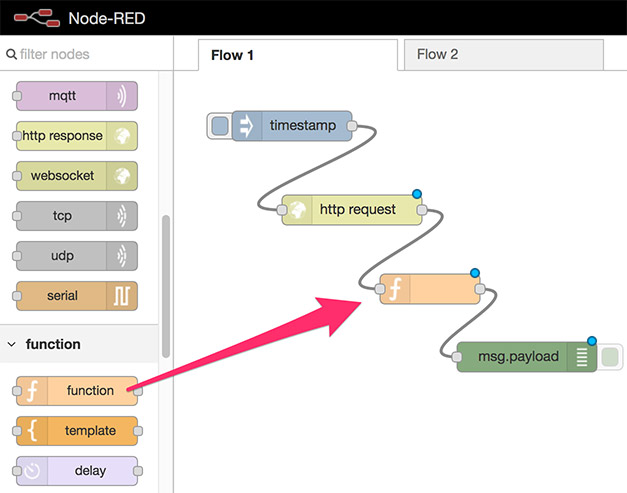 Node-RED
filter nodes
Flow 1
Flow 2
mqtt
http response
websocket
tcp
udp
serial
function
function
template
delay
timestamp
http request
msg.payload